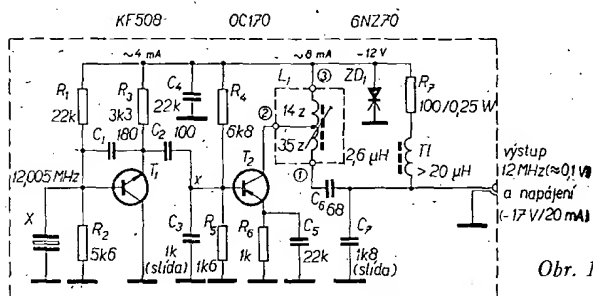 KF508 OC170 6NZ70
~4 mA ~8 mA -12 V
R1 22k
R3 3k3
C4 22k
R4 6k8
L1
③
②
①
14 z
35 z
2,6 µH
ZD1
R7 100/0,25 W
Tl > 20 µH
C1 180
C2 100
T1
T2
12,005 MHz
X
x
R2 5k6
C3 1k (slída)
R5 1k6
R6 1k
C5 22k
C6 68
C7 1k8 (slída)
výstup
12 MHz (≈0,1 V)
a napájení
(-17 V/20 mA)
Obr. 1